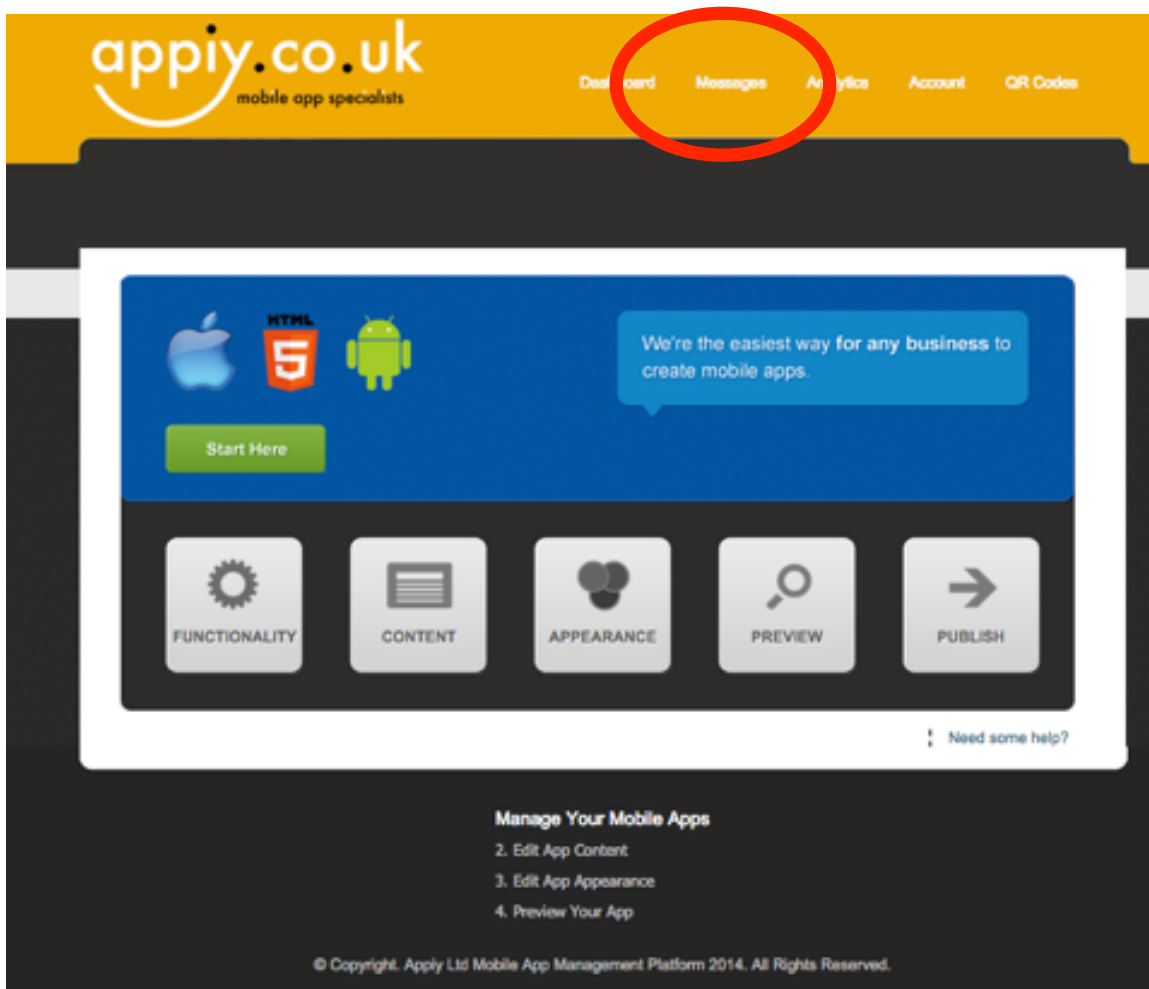 appiy.co.uk
mobile app specialists
Dashboard Messages Analytics Account QR Codes
HTML
5
We're the easiest way for any business to
create mobile apps.
Start Here
FUNCTIONALITY CONTENT APPEARANCE PREVIEW PUBLISH
Need some help?
Manage Your Mobile Apps
2. Edit App Content
3. Edit App Appearance
4. Preview Your App
© Copyright. Appiy Ltd Mobile App Management Platform 2014. All Rights Reserved.